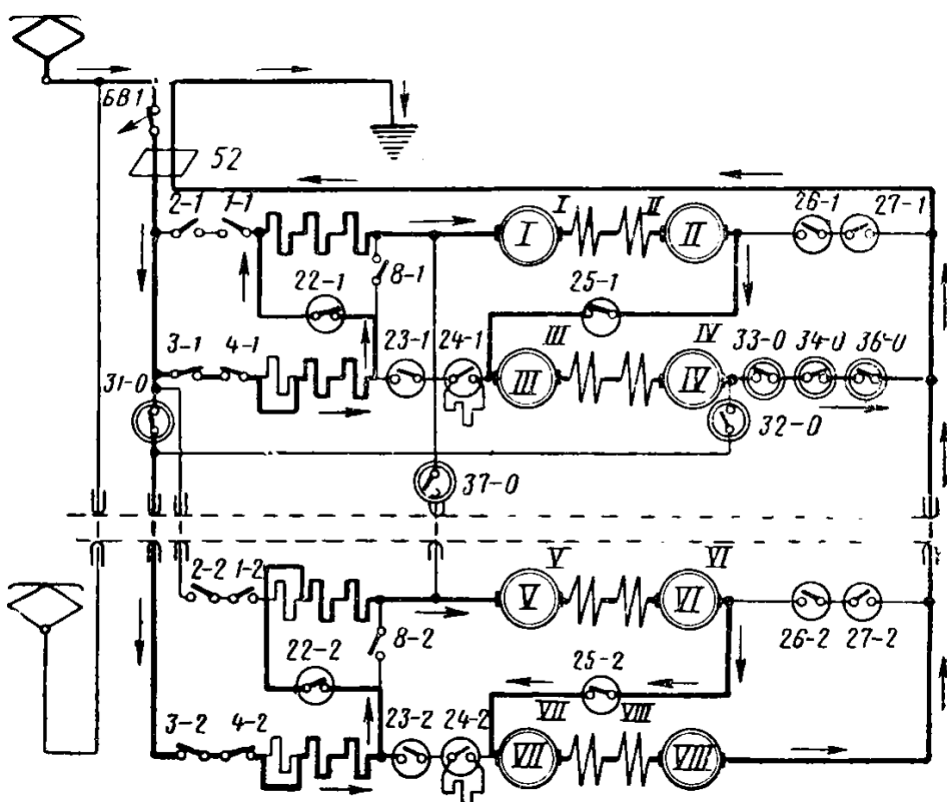 БВ1
52
2-1 1-1
I II
I II
26-1 27-1
8-1
22-1
25-1
3-1 4-1
23-1 24-1
III IV
III IV
33-0 34-0 36-0
31-0
32-0
37-0
2-2 1-2
V VI
V VI
26-2 27-2
8-2
22-2
25-2
3-2 4-2
23-2 24-2
VII VIII
VII VIII